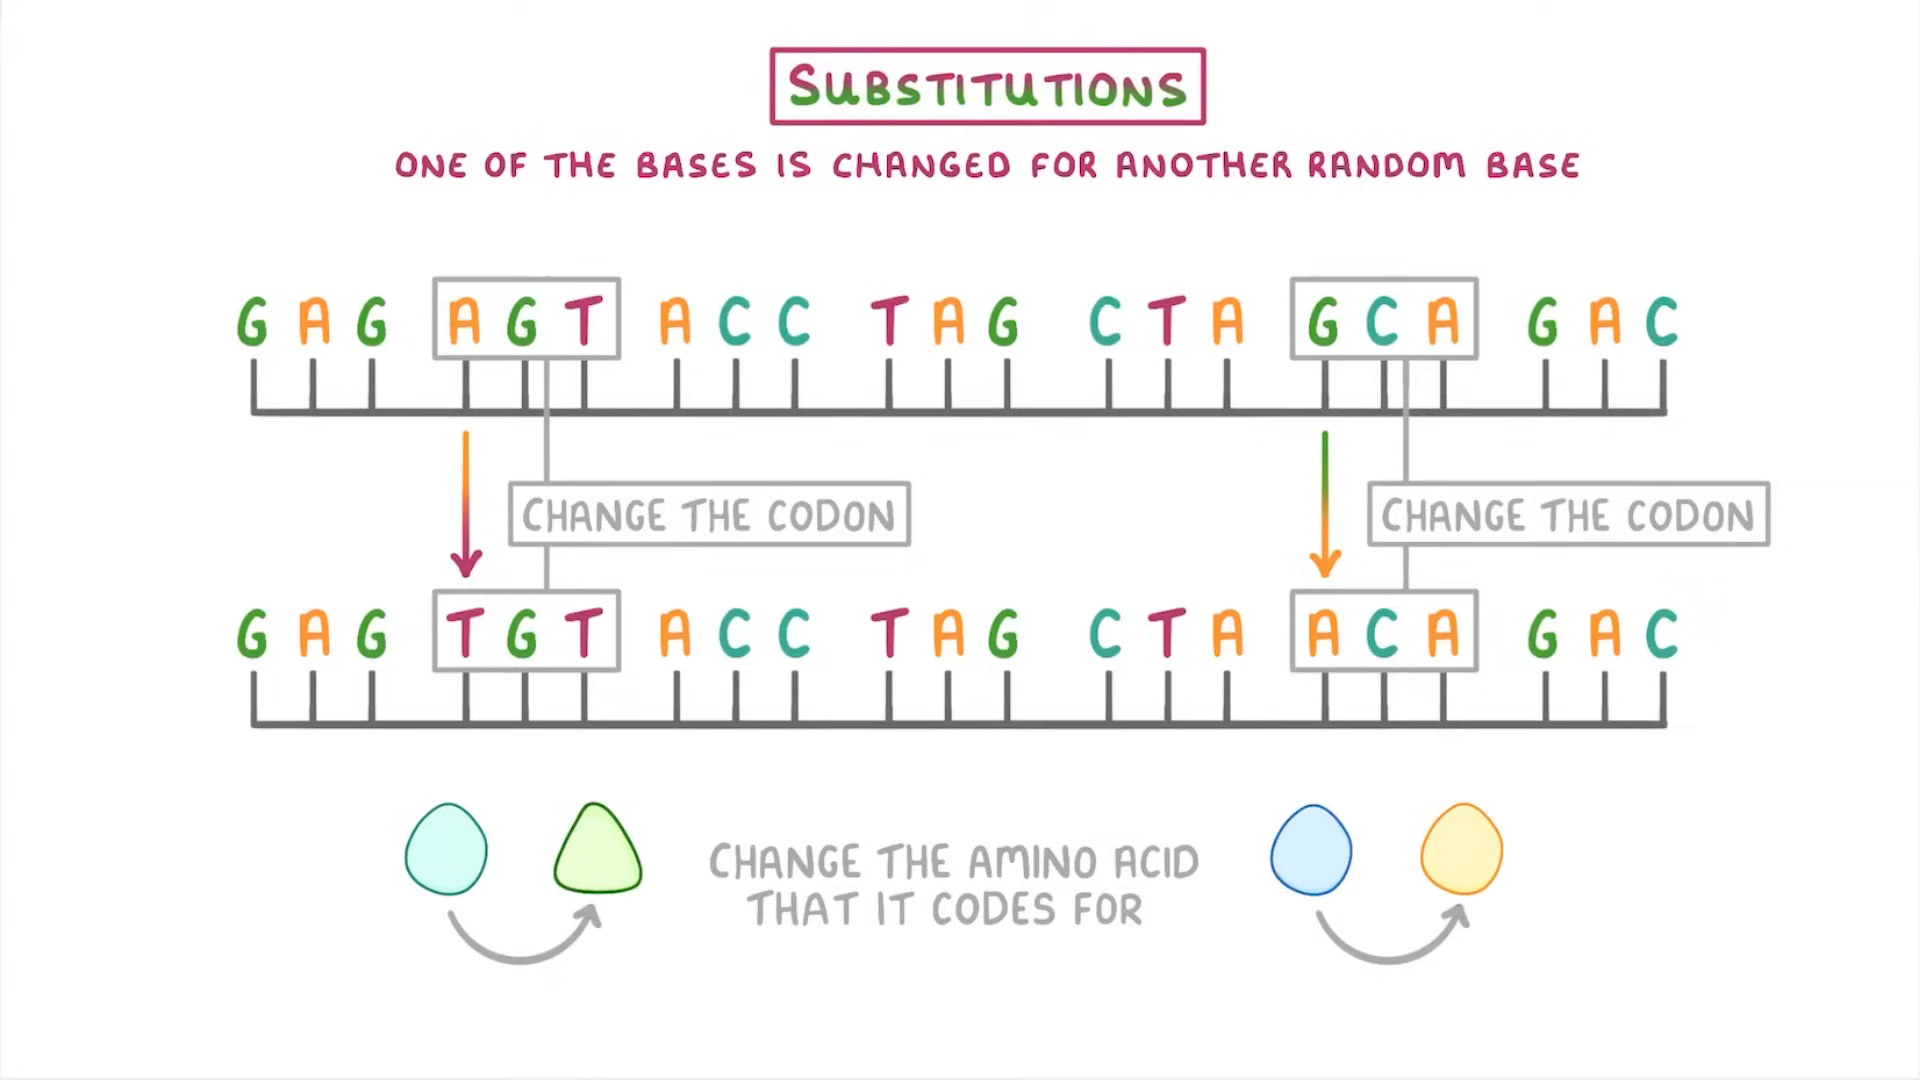 SUBSTITUTIONS
ONE OF THE BASES IS CHANGED FOR ANOTHER RANDOM BASE
G A G A G T A C C T A G C T A G C A G A C
CHANGE THE CODON CHANGE THE CODON
G A G T G T A C C T A G C T A A C A G A C
CHANGE THE AMINO ACID
THAT IT CODES FOR